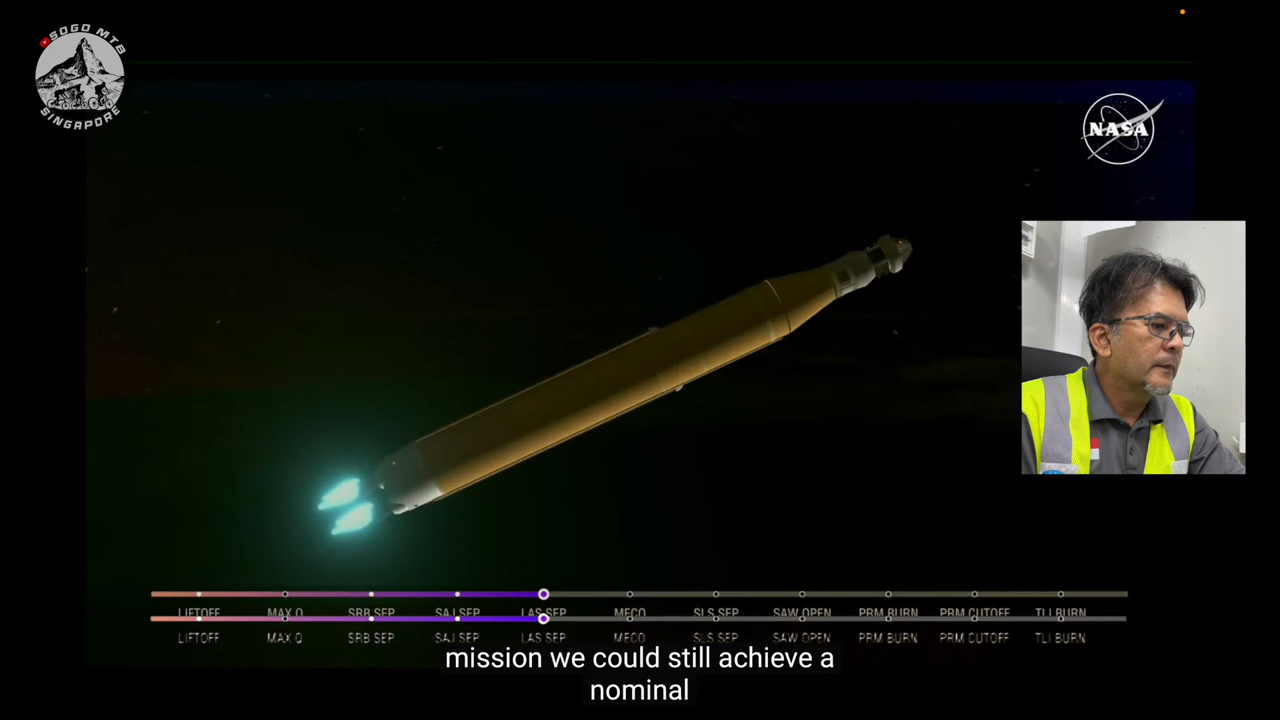 SOGO MTB
SINGAPORE
NASA
LIFTOFF MAX Q SRB SEP SAJ SEP LAS SEP MECO SLS SEP SAW OPEN PRM BURN PRM CUTOFF TLI BURN
LIFTOFF MAX Q SRB SEP SAJ SEP LAS SEP MECO SLS SEP SAW OPEN PRM BURN PRM CUTOFF TLI BURN
mission we could still achieve a
nominal